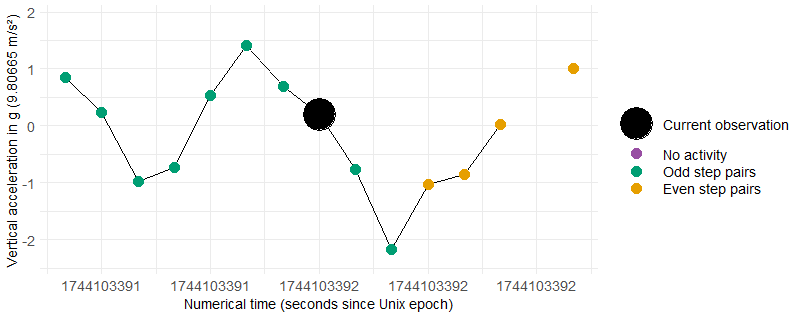 Vertical acceleration in g (9.80665 m/s²)
2
1
0
-1
-2
1744103391
1744103391
1744103392
1744103392
1744103392
Numerical time (seconds since Unix epoch)
Current observation
No activity
Odd step pairs
Even step pairs